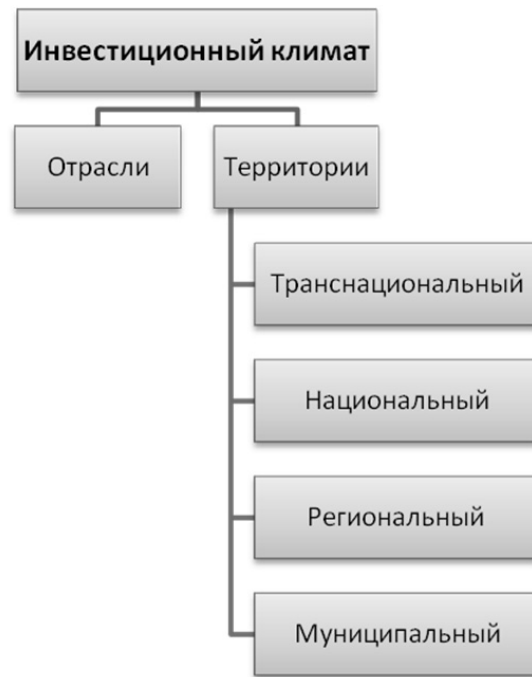 Инвестиционный климат
Отрасли
Территории
Транснациональный
Национальный
Региональный
Муниципальный